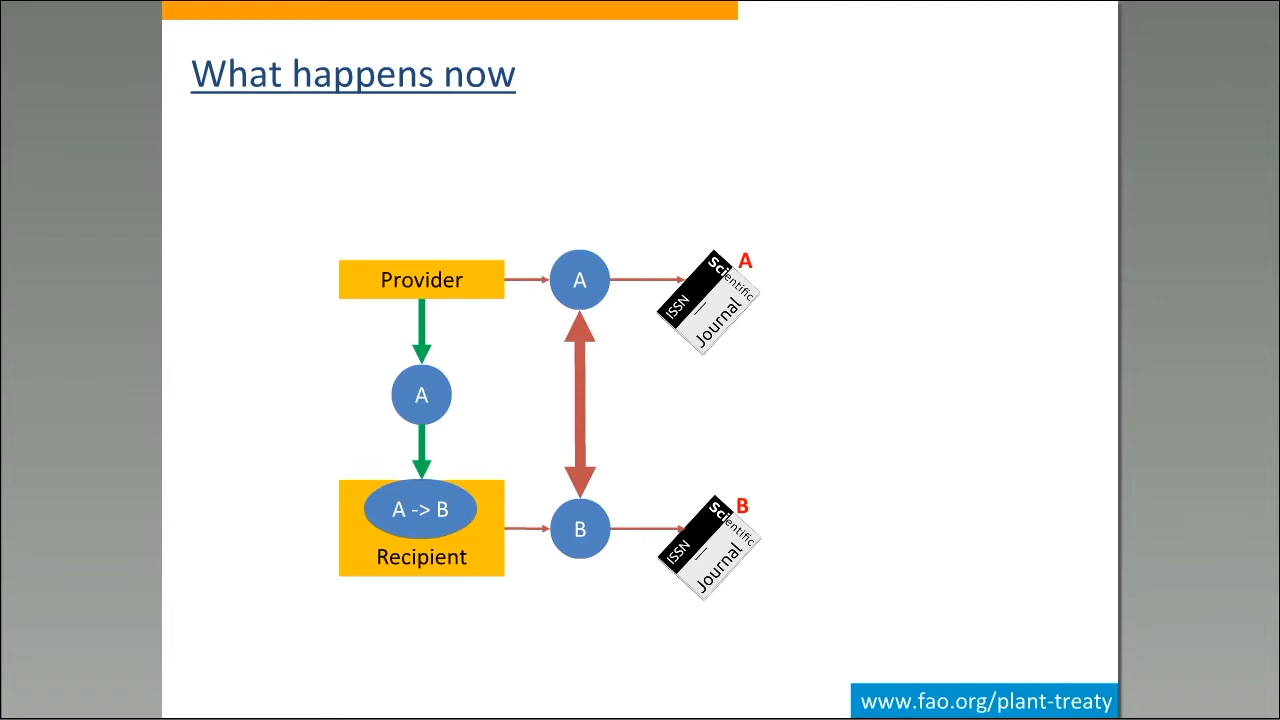 What happens now
Provider
A
Scientific
ISSN
Journal
A
A
A -> B
Recipient
B
Scientific
ISSN
Journal
B
www.fao.org/plant-treaty